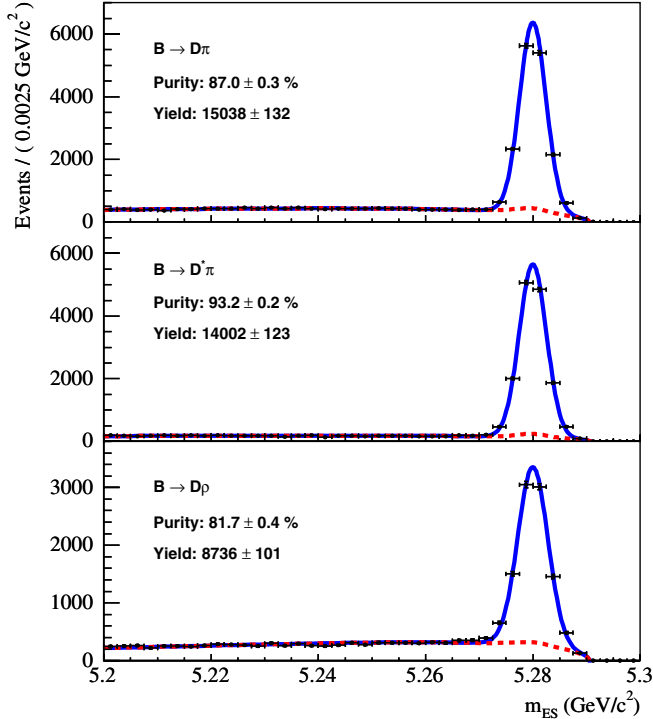 Events / ( 0.0025 GeV/c²)
6000
4000
2000
0
B → Dπ
Purity: 87.0 ± 0.3 %
Yield: 15038 ± 132
6000
4000
2000
0
B → D*π
Purity: 93.2 ± 0.2 %
Yield: 14002 ± 123
3000
2000
1000
0
B → Dρ
Purity: 81.7 ± 0.4 %
Yield: 8736 ± 101
5.2 5.22 5.24 5.26 5.28 5.3
m_ES (GeV/c²)